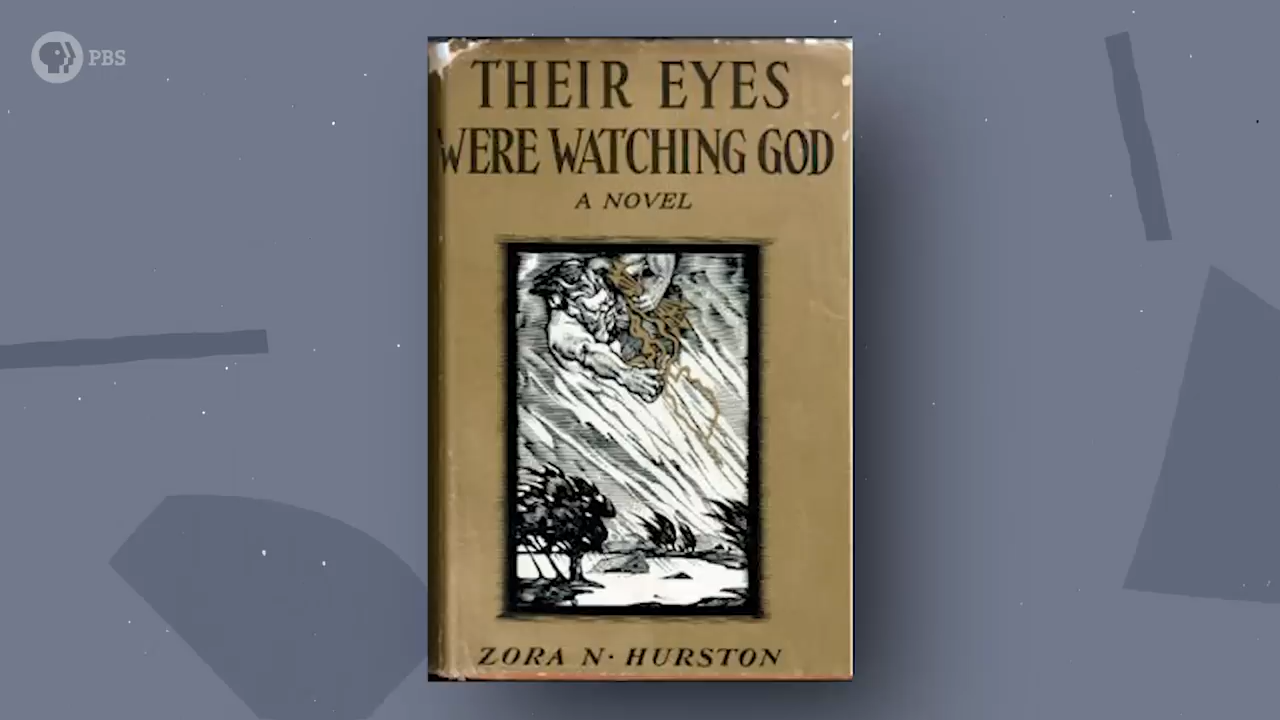 PBS
THEIR EYES
WERE WATCHING GOD
A NOVEL
ZORA N· HURSTON